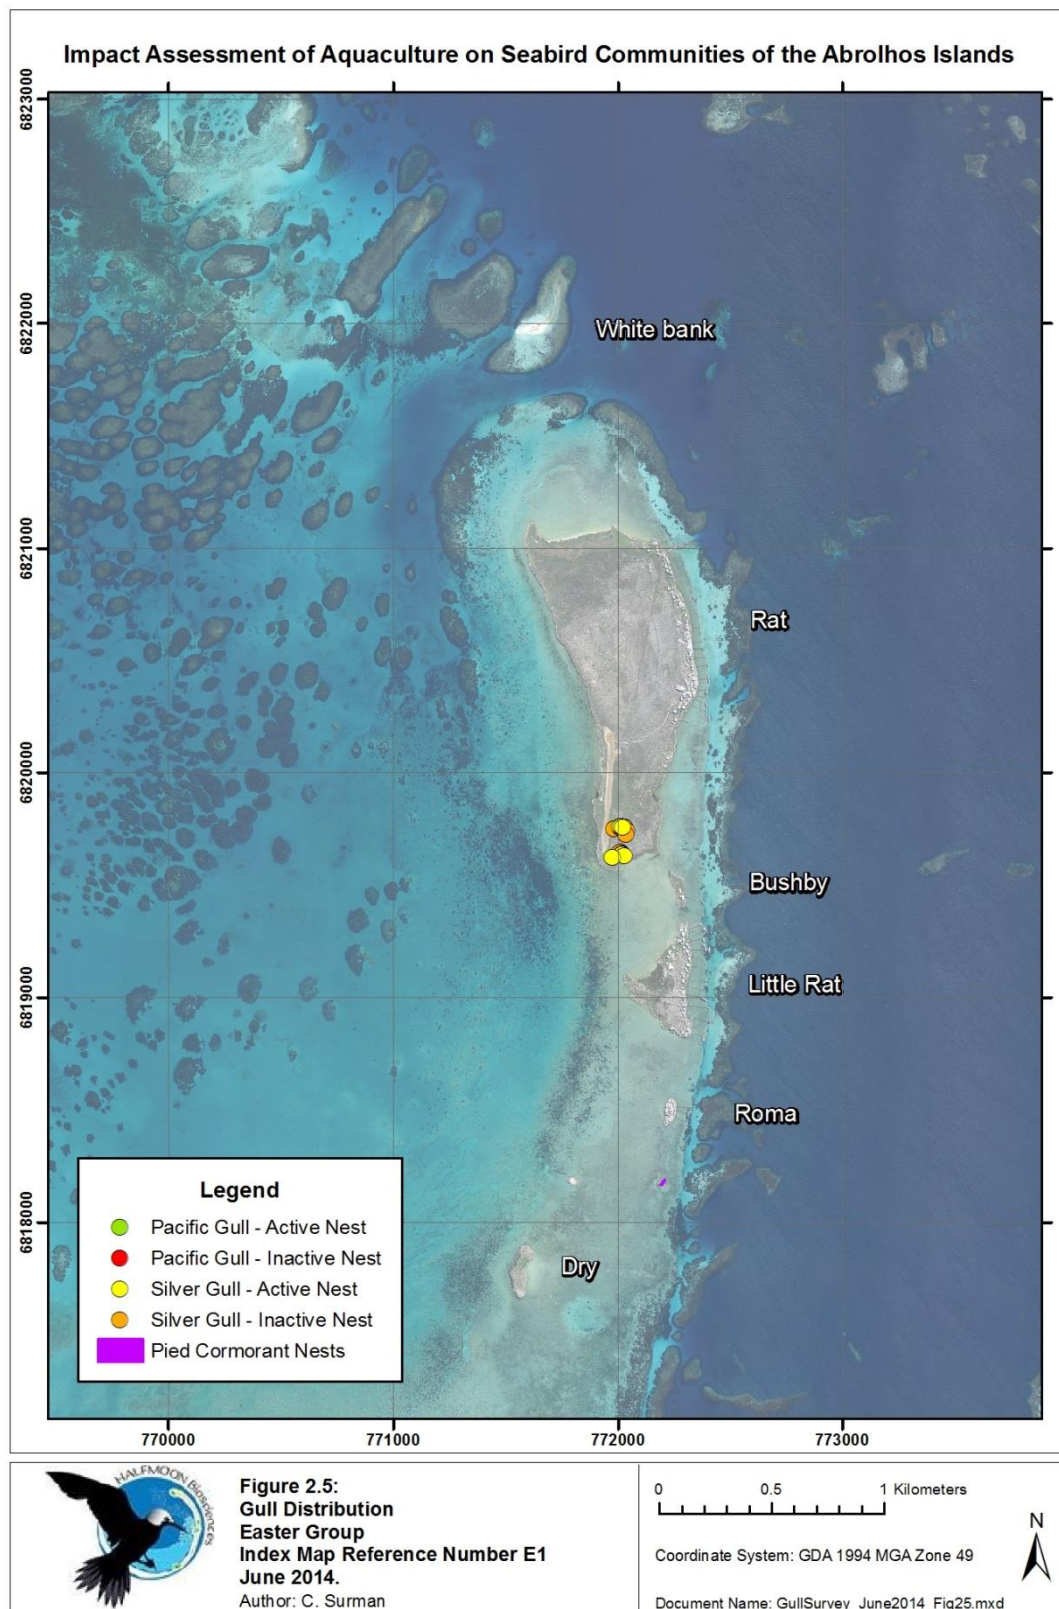 Impact Assessment of Aquaculture on Seabird Communities of the Abrolhos Islands
6823000
6822000
6821000
6820000
6819000
6818000
White bank
Rat
Bushby
Little Rat
Roma
Dry
Legend
Pacific Gull - Active Nest
Pacific Gull - Inactive Nest
Silver Gull - Active Nest
Silver Gull - Inactive Nest
Pied Cormorant Nests
770000
771000
772000
773000
HALFMOON Biosciences
Figure 2.5:
Gull Distribution
Easter Group
Index Map Reference Number E1
June 2014.
Author: C. Surman
0 0.5 1 Kilometers
N
Coordinate System: GDA 1994 MGA Zone 49
Document Name: GullSurvey_June2014_Fig25.mxd